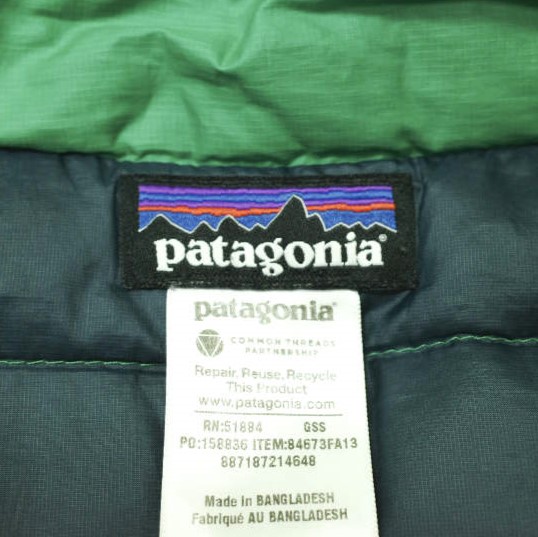 patagonia®
patagonia®
COMMON THREADS
PARTNERSHIP
Repair, Reuse, Recycle
This Product
www.patagonia.com
RN:51884 GSS
PO:158836 ITEM:84673FA13
887187214648
Made in BANGLADESH
Fabriqué AU BANGLADESH